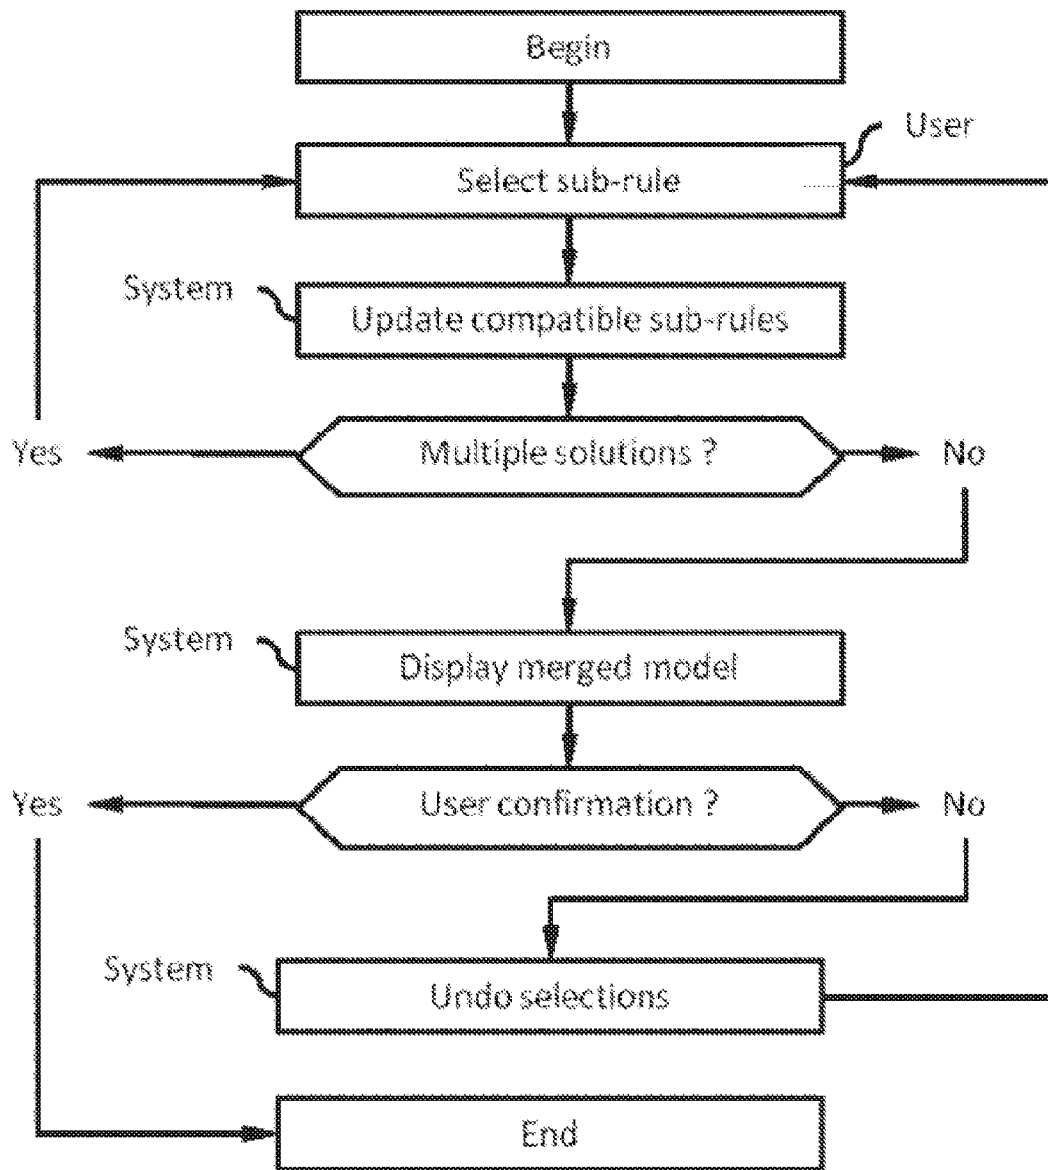 Begin
User
Select sub-rule
System
Update compatible sub-rules
Yes
Multiple solutions ?
No
System
Display merged model
Yes
User confirmation ?
No
System
Undo selections
End